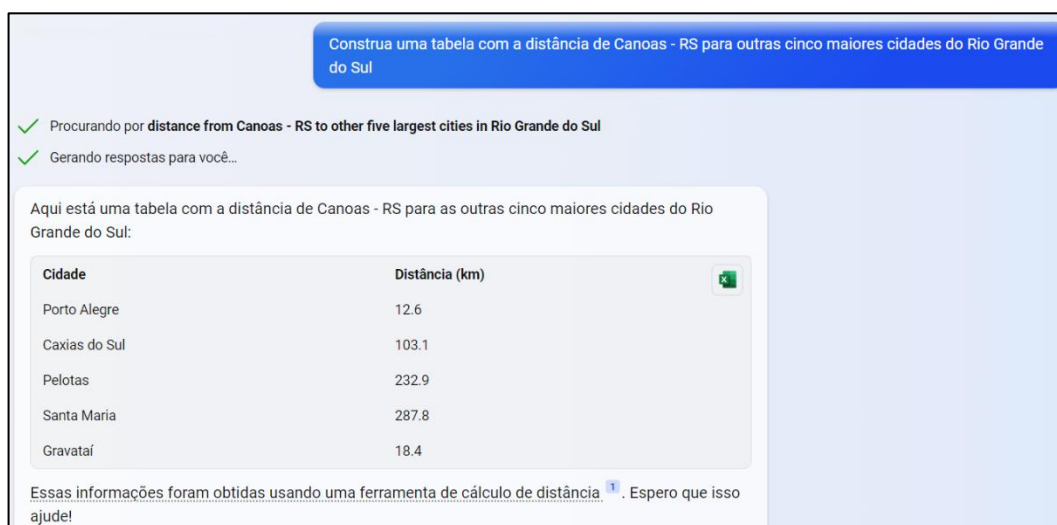 Construa uma tabela com a distância de Canoas - RS para outras cinco maiores cidades do Rio Grande
do Sul
Procurando por distance from Canoas - RS to other five largest cities in Rio Grande do Sul
Gerando respostas para você...
Aqui está uma tabela com a distância de Canoas - RS para as outras cinco maiores cidades do Rio
Grande do Sul:
Cidade Distância (km)
Porto Alegre 12.6
Caxias do Sul 103.1
Pelotas 232.9
Santa Maria 287.8
Gravataí 18.4
Essas informações foram obtidas usando uma ferramenta de cálculo de distância 1 . Espero que isso
ajude!